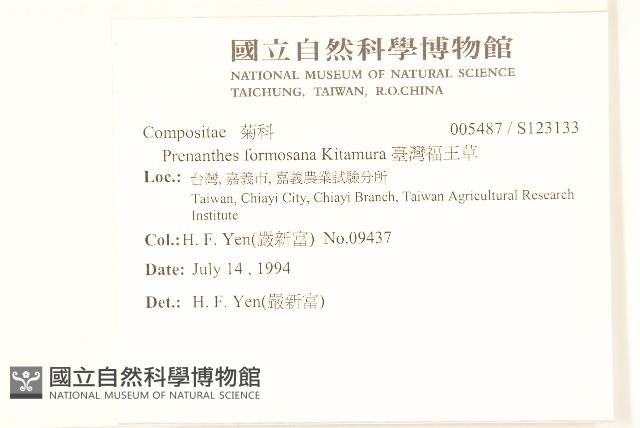 國立自然科學博物館
NATIONAL MUSEUM OF NATURAL SCIENCE
TAICHUNG, TAIWAN, R.O.CHINA
Compositae 菊科 005487 / S123133
Prenanthes formosana Kitamura 臺灣福王草
Loc.: 台灣, 嘉義市, 嘉義農業試驗分所
Taiwan, Chiayi City, Chiayi Branch, Taiwan Agricultural Research
Institute
Col.: H. F. Yen(嚴新富) No.09437
Date: July 14 , 1994
Det.: H. F. Yen(嚴新富)
國立自然科學博物館
NATIONAL MUSEUM OF NATURAL SCIENCE